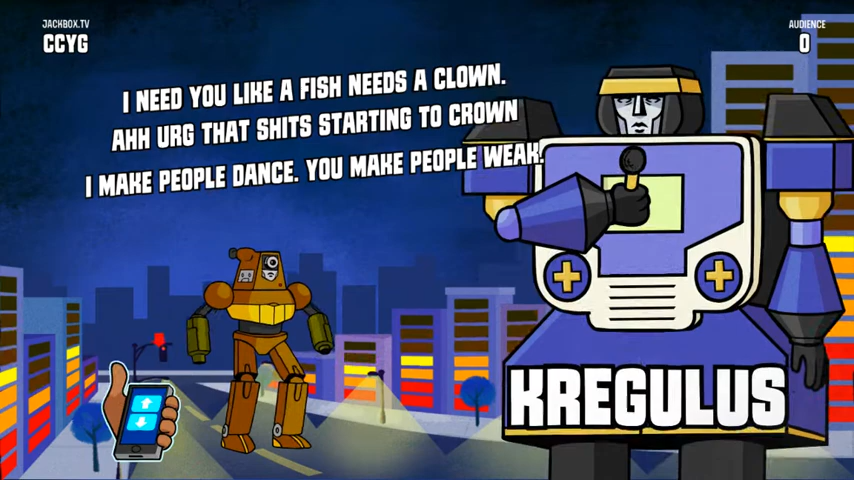 JACKBOX.TV
CCYG
AUDIENCE
0
I NEED YOU LIKE A FISH NEEDS A CLOWN.
AHH URG THAT SHITS STARTING TO CROWN
I MAKE PEOPLE DANCE. YOU MAKE PEOPLE WEAK.
KREGULUS